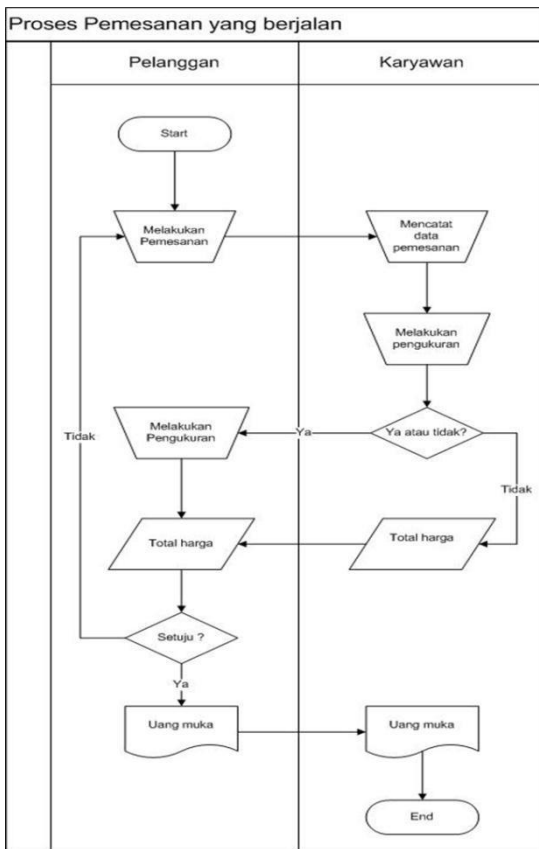 Proses Pemesanan yang berjalan
Pelanggan
Karyawan
Start
Melakukan
Pemesanan
Mencatat
data
pemesanan
Melakukan
pengukuran
Melakukan
Pengukuran
Ya
Ya atau tidak?
Tidak
Tidak
Total harga
Total harga
Setuju ?
Ya
Uang muka
Uang muka
End